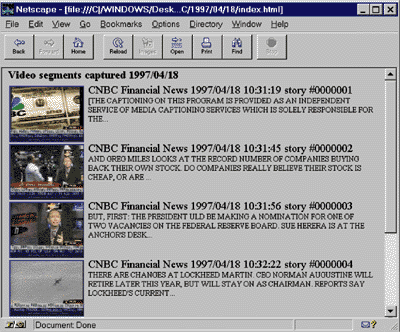 Netscape - [file:///C|/WINDOWS/Desk...C/1997/04/18/index.html]
File Edit View Go Bookmarks Options Directory Window Help
Back Forward Home Reload Images Open Print Find Stop
Video segments captured 1997/04/18
CNBC Financial News 1997/04/18 10:31:19 story #0000001
[THE CAPTIONING ON THIS PROGRAM IS PROVIDED AS AN INDEPENDENT
SERVICE OF MEDIA CAPTIONING SERVICES WHICH IS SOLELY RESPONSIBLE FOR
THE...
CNBC Financial News 1997/04/18 10:31:45 story #0000002
AND GREG MILES LOOKS AT THE RECORD NUMBER OF COMPANIES BUYING
BACK THEIR OWN STOCK. DO COMPANIES REALLY BELIEVE THEIR STOCK IS
CHEAP, OR ARE ...
CNBC Financial News 1997/04/18 10:31:56 story #0000003
BUT, FIRST: THE PRESIDENT ULD BE MAKING A NOMINATION FOR ONE OF
TWO VACANCIES ON THE FEDERAL RESERVE BOARD. SUE HERERA IS AT THE
ANCHORS DESK...
CNBC Financial News 1997/04/18 10:32:22 story #0000004
THERE ARE CHANGES AT LOCKHEED MARTIN. CEO NORMAN AUGUSTINE WILL
RETIRE LATER THIS YEAR, BUT WILL STAY ON AS CHAIRMAN. REPORTS SAY
LOCKHEED'S CURRENT...
Document: Done